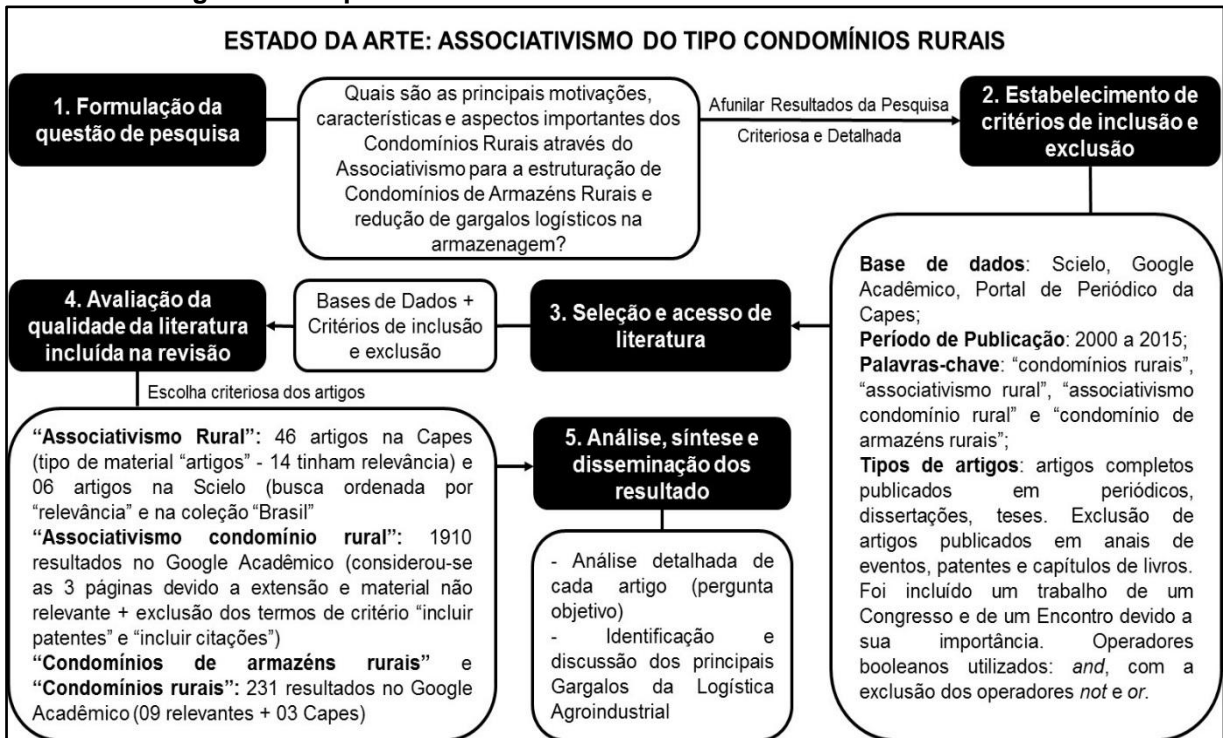 ESTADO DA ARTE: ASSOCIATIVISMO DO TIPO CONDOMÍNIOS RURAIS
1. Formulação da
questão de pesquisa
Quais são as principais motivações,
características e aspectos importantes dos
Condomínios Rurais através do
Associativismo para a estruturação de
Condomínios de Armazéns Rurais e
redução de gargalos logísticos na
armazenagem?
Afunilar Resultados da Pesquisa
Criteriosa e Detalhada
2. Estabelecimento de
critérios de inclusão e
exclusão
Base de dados: Scielo, Google
Acadêmico, Portal de Periódico da
Capes;
Período de Publicação: 2000 a 2015;
Palavras-chave: “condomínios rurais”,
“associativismo rural”, “associativismo
condomínio rural” e “condomínio de
armazéns rurais”;
Tipos de artigos: artigos completos
publicados em periódicos,
dissertações, teses. Exclusão de
artigos publicados em anais de
eventos, patentes e capítulos de livros.
Foi incluído um trabalho de um
Congresso e de um Encontro devido a
sua importância. Operadores
booleanos utilizados: and, com a
exclusão dos operadores not e or.
3. Seleção e acesso de
literatura
Bases de Dados +
Critérios de inclusão
e exclusão
4. Avaliação da
qualidade da literatura
incluída na revisão
Escolha criteriosa dos artigos
“Associativismo Rural”: 46 artigos na Capes
(tipo de material “artigos” - 14 tinham relevância) e
06 artigos na Scielo (busca ordenada por
“relevância” e na coleção “Brasil”
“Associativismo condomínio rural”: 1910
resultados no Google Acadêmico (considerou-se
as 3 páginas devido a extensão e material não
relevante + exclusão dos termos de critério “incluir
patentes” e “incluir citações”)
“Condomínios de armazéns rurais” e
“Condomínios rurais”: 231 resultados no Google
Acadêmico (09 relevantes + 03 Capes)
5. Análise, síntese e
disseminação dos
resultado
- Análise detalhada de
cada artigo (pergunta
objetivo)
- Identificação e
discussão dos principais
Gargalos da Logística
Agroindustrial